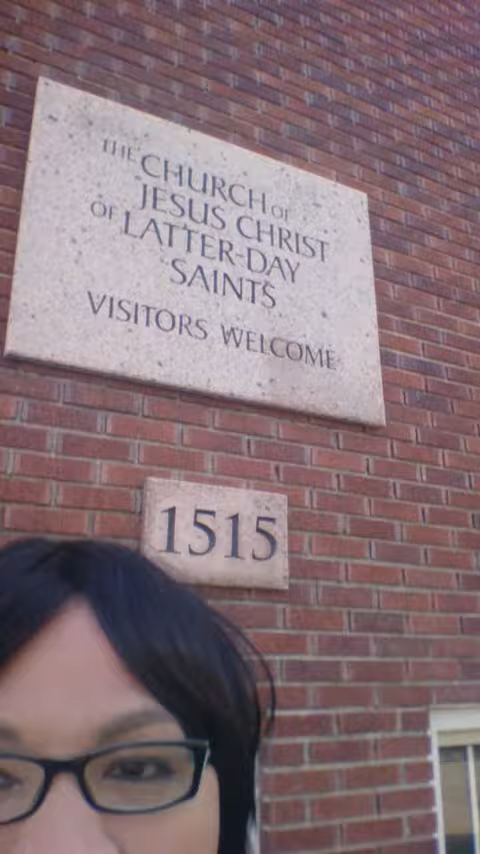 THE CHURCH OF
JESUS CHRIST
OF LATTER-DAY
SAINTS
VISITORS WELCOME
1515